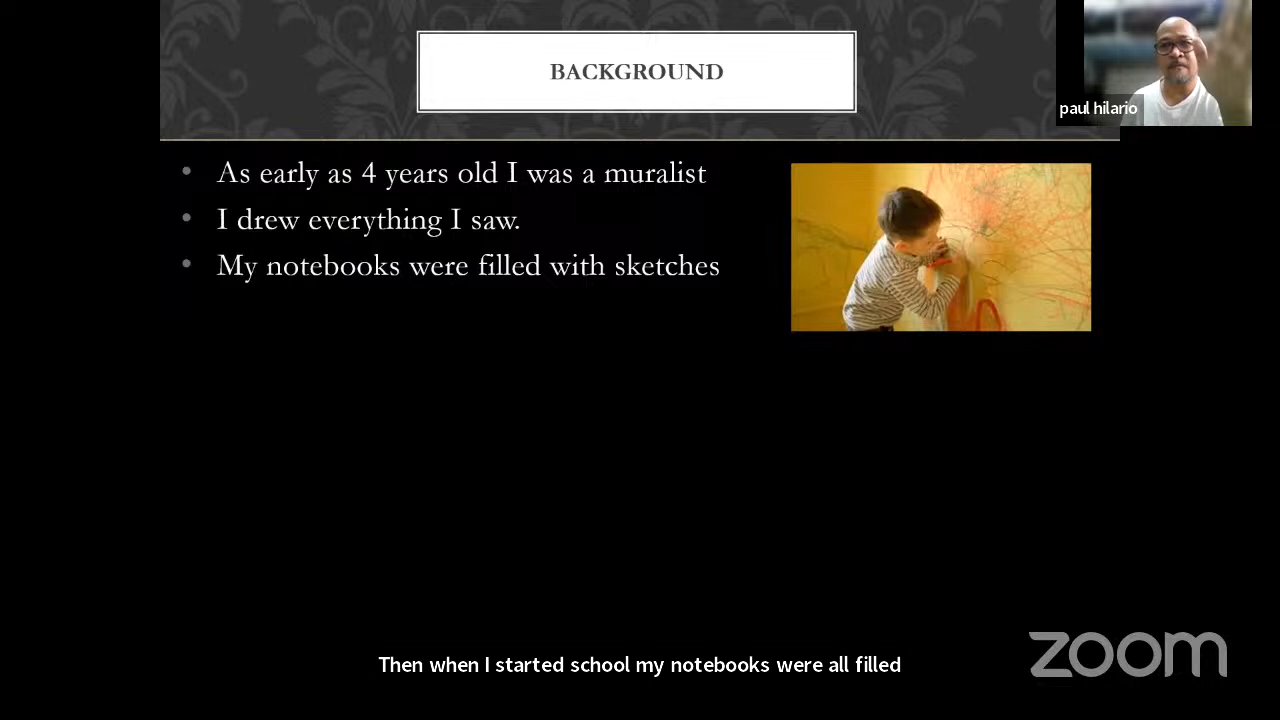 BACKGROUND
paul hilario
• As early as 4 years old I was a muralist
• I drew everything I saw.
• My notebooks were filled with sketches
Then when I started school my notebooks were all filled
zoom